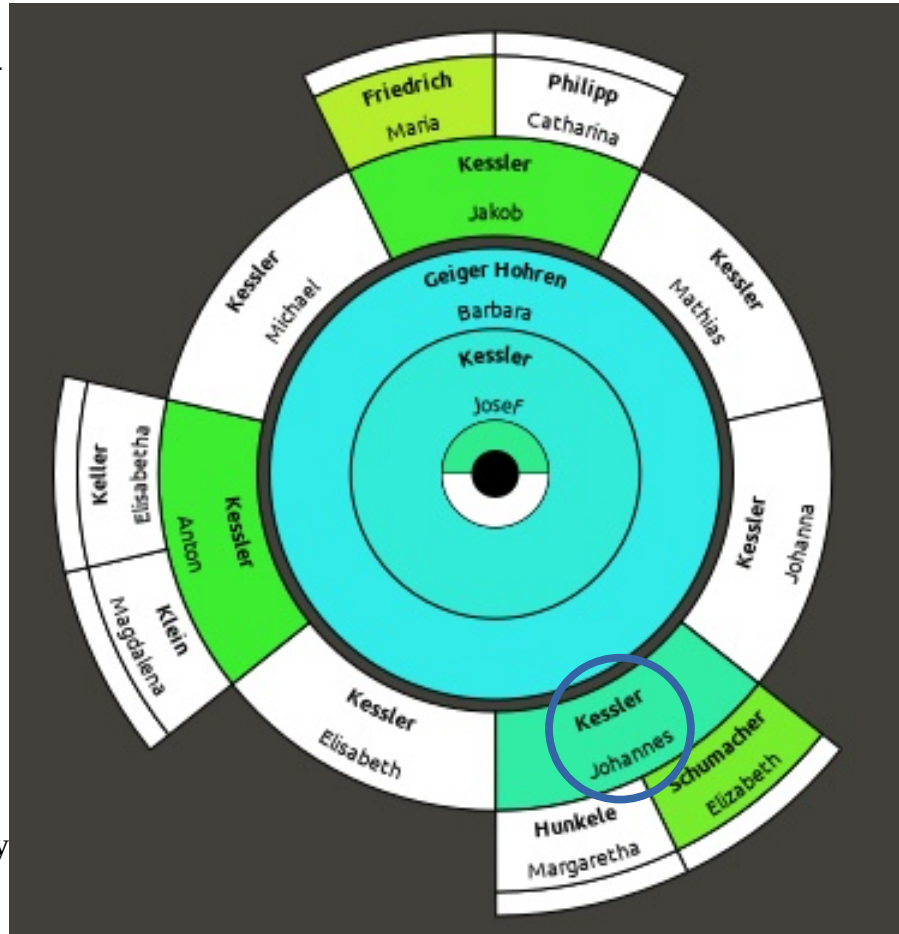 Friedrich
Maria
Philipp
Catharina
Kessler
Jakob
Kessler
Michael
Kessler
Mathias
Geiger Hohren
Barbara
Kessler
Josef
Keller
Elisabetha
Kessler
Anton
Klein
Magdalena
Kessler
Johanna
Kessler
Elisabeth
Kessler
Johannes
Schumacher
Elizabeth
Hunkele
Margaretha
y